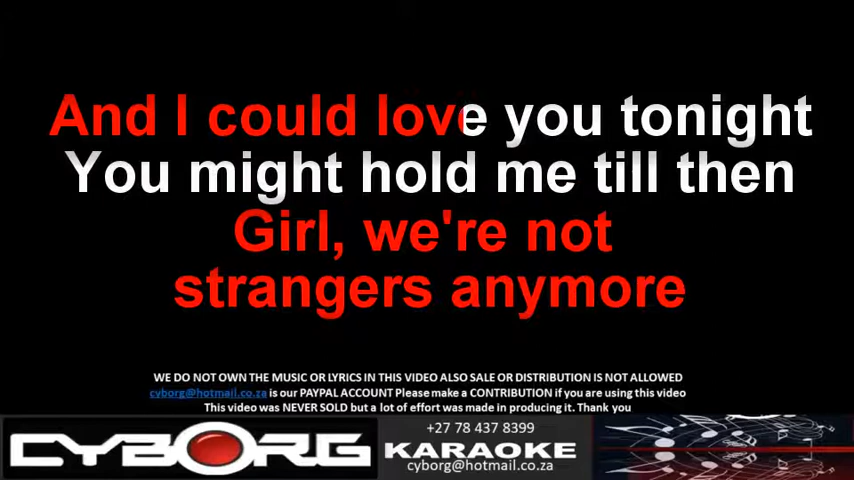 And I could love you tonight
You might hold me till then
Girl, we're not
strangers anymore
WE DO NOT OWN THE MUSIC OR LYRICS IN THIS VIDEO ALSO SALE OR DISTRIBUTION IS NOT ALLOWED
cyborg@hotmail.co.za is our PAYPAL ACCOUNT Please make a CONTRIBUTION if you are using this video
This video was NEVER SOLD but a lot of effort was made in producing it. Thank you
CYBORG
+27 78 437 8399
KARAOKE
cyborg@hotmail.co.za